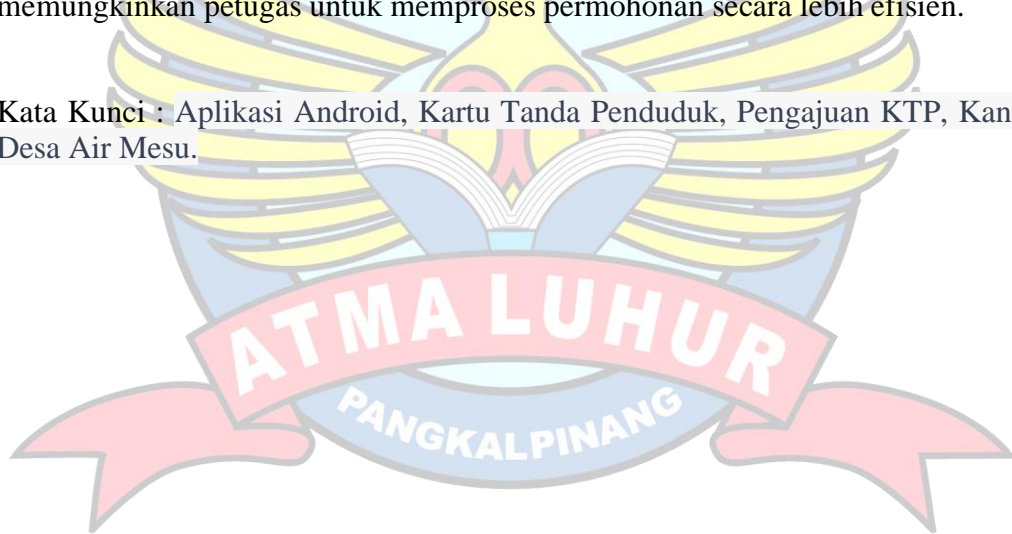 memungkinkan petugas untuk memproses permohonan secara lebih efisien.
Kata Kunci : Aplikasi Android, Kartu Tanda Penduduk, Pengajuan KTP, Kan
Desa Air Mesu.
ATMA LUHUR
PANGKALPINANG